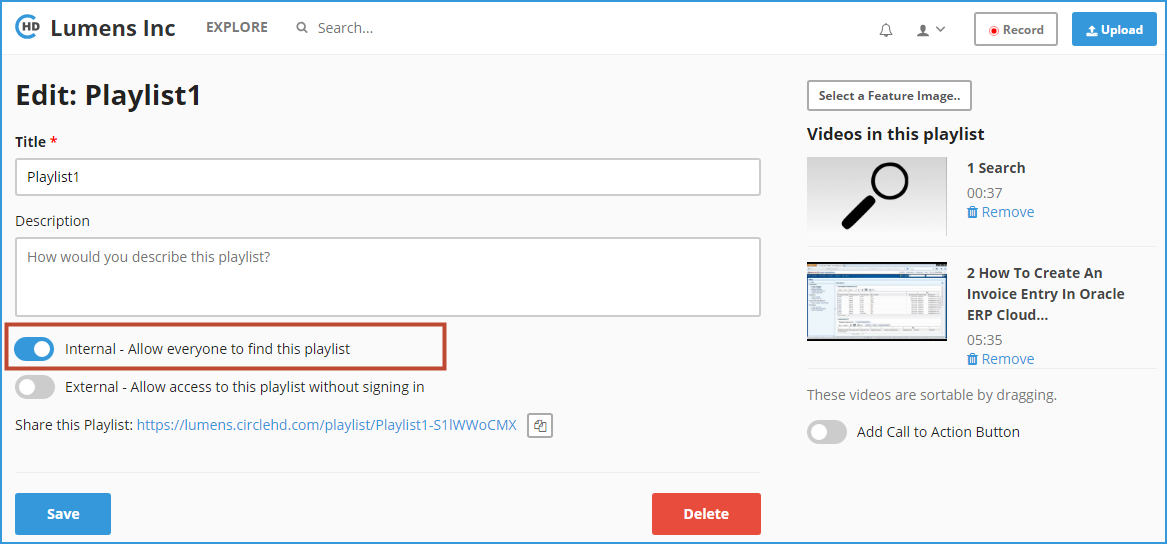 HD Lumens Inc EXPLORE Search... Record Upload
Edit: Playlist1
Title *
Playlist1
Description
How would you describe this playlist?
Internal - Allow everyone to find this playlist
External - Allow access to this playlist without signing in
Share this Playlist: https://lumens.circlehd.com/playlist/Playlist1-S1lWWoCMX
Save Delete
Select a Feature Image..
Videos in this playlist
1 Search
00:37
Remove
2 How To Create An
Invoice Entry In Oracle
ERP Cloud...
05:35
Remove
These videos are sortable by dragging.
Add Call to Action Button